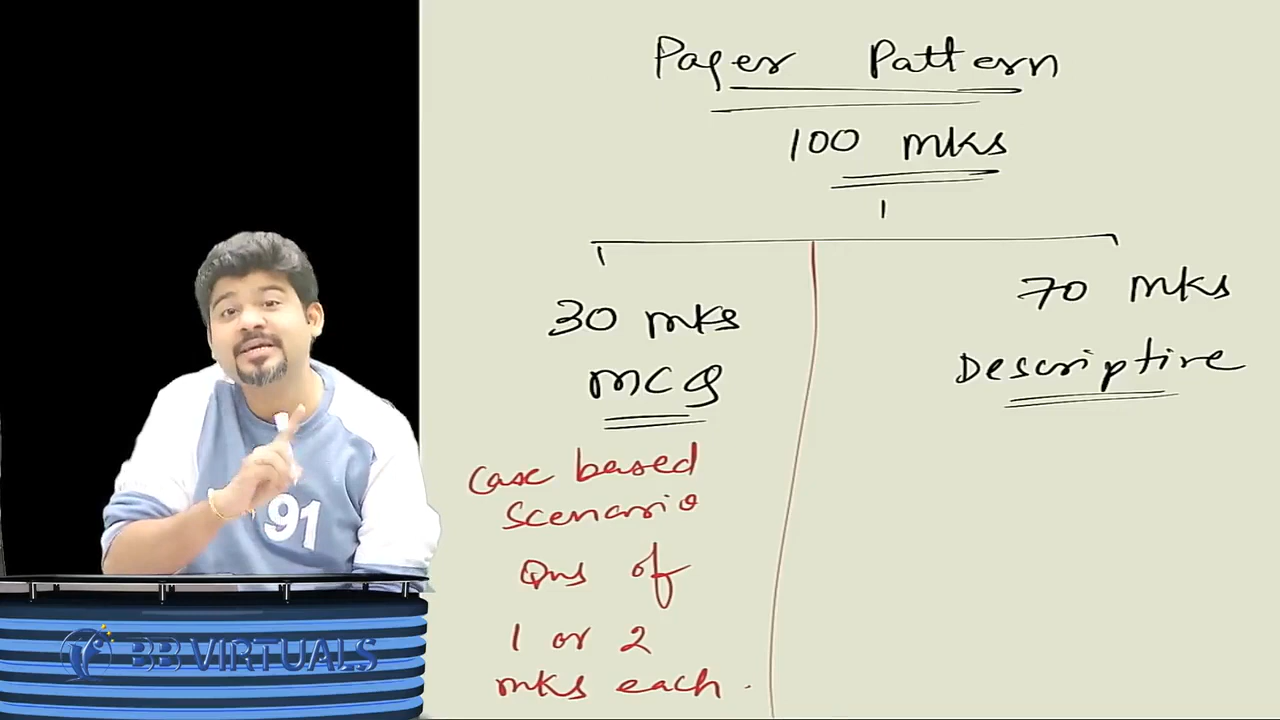 Paper Pattern
100 mks
30 mks
MCQ
Case based
Scenario
Qns of
1 or 2
mks each.
70 mks
Descriptive
91
BB VIRTUALS